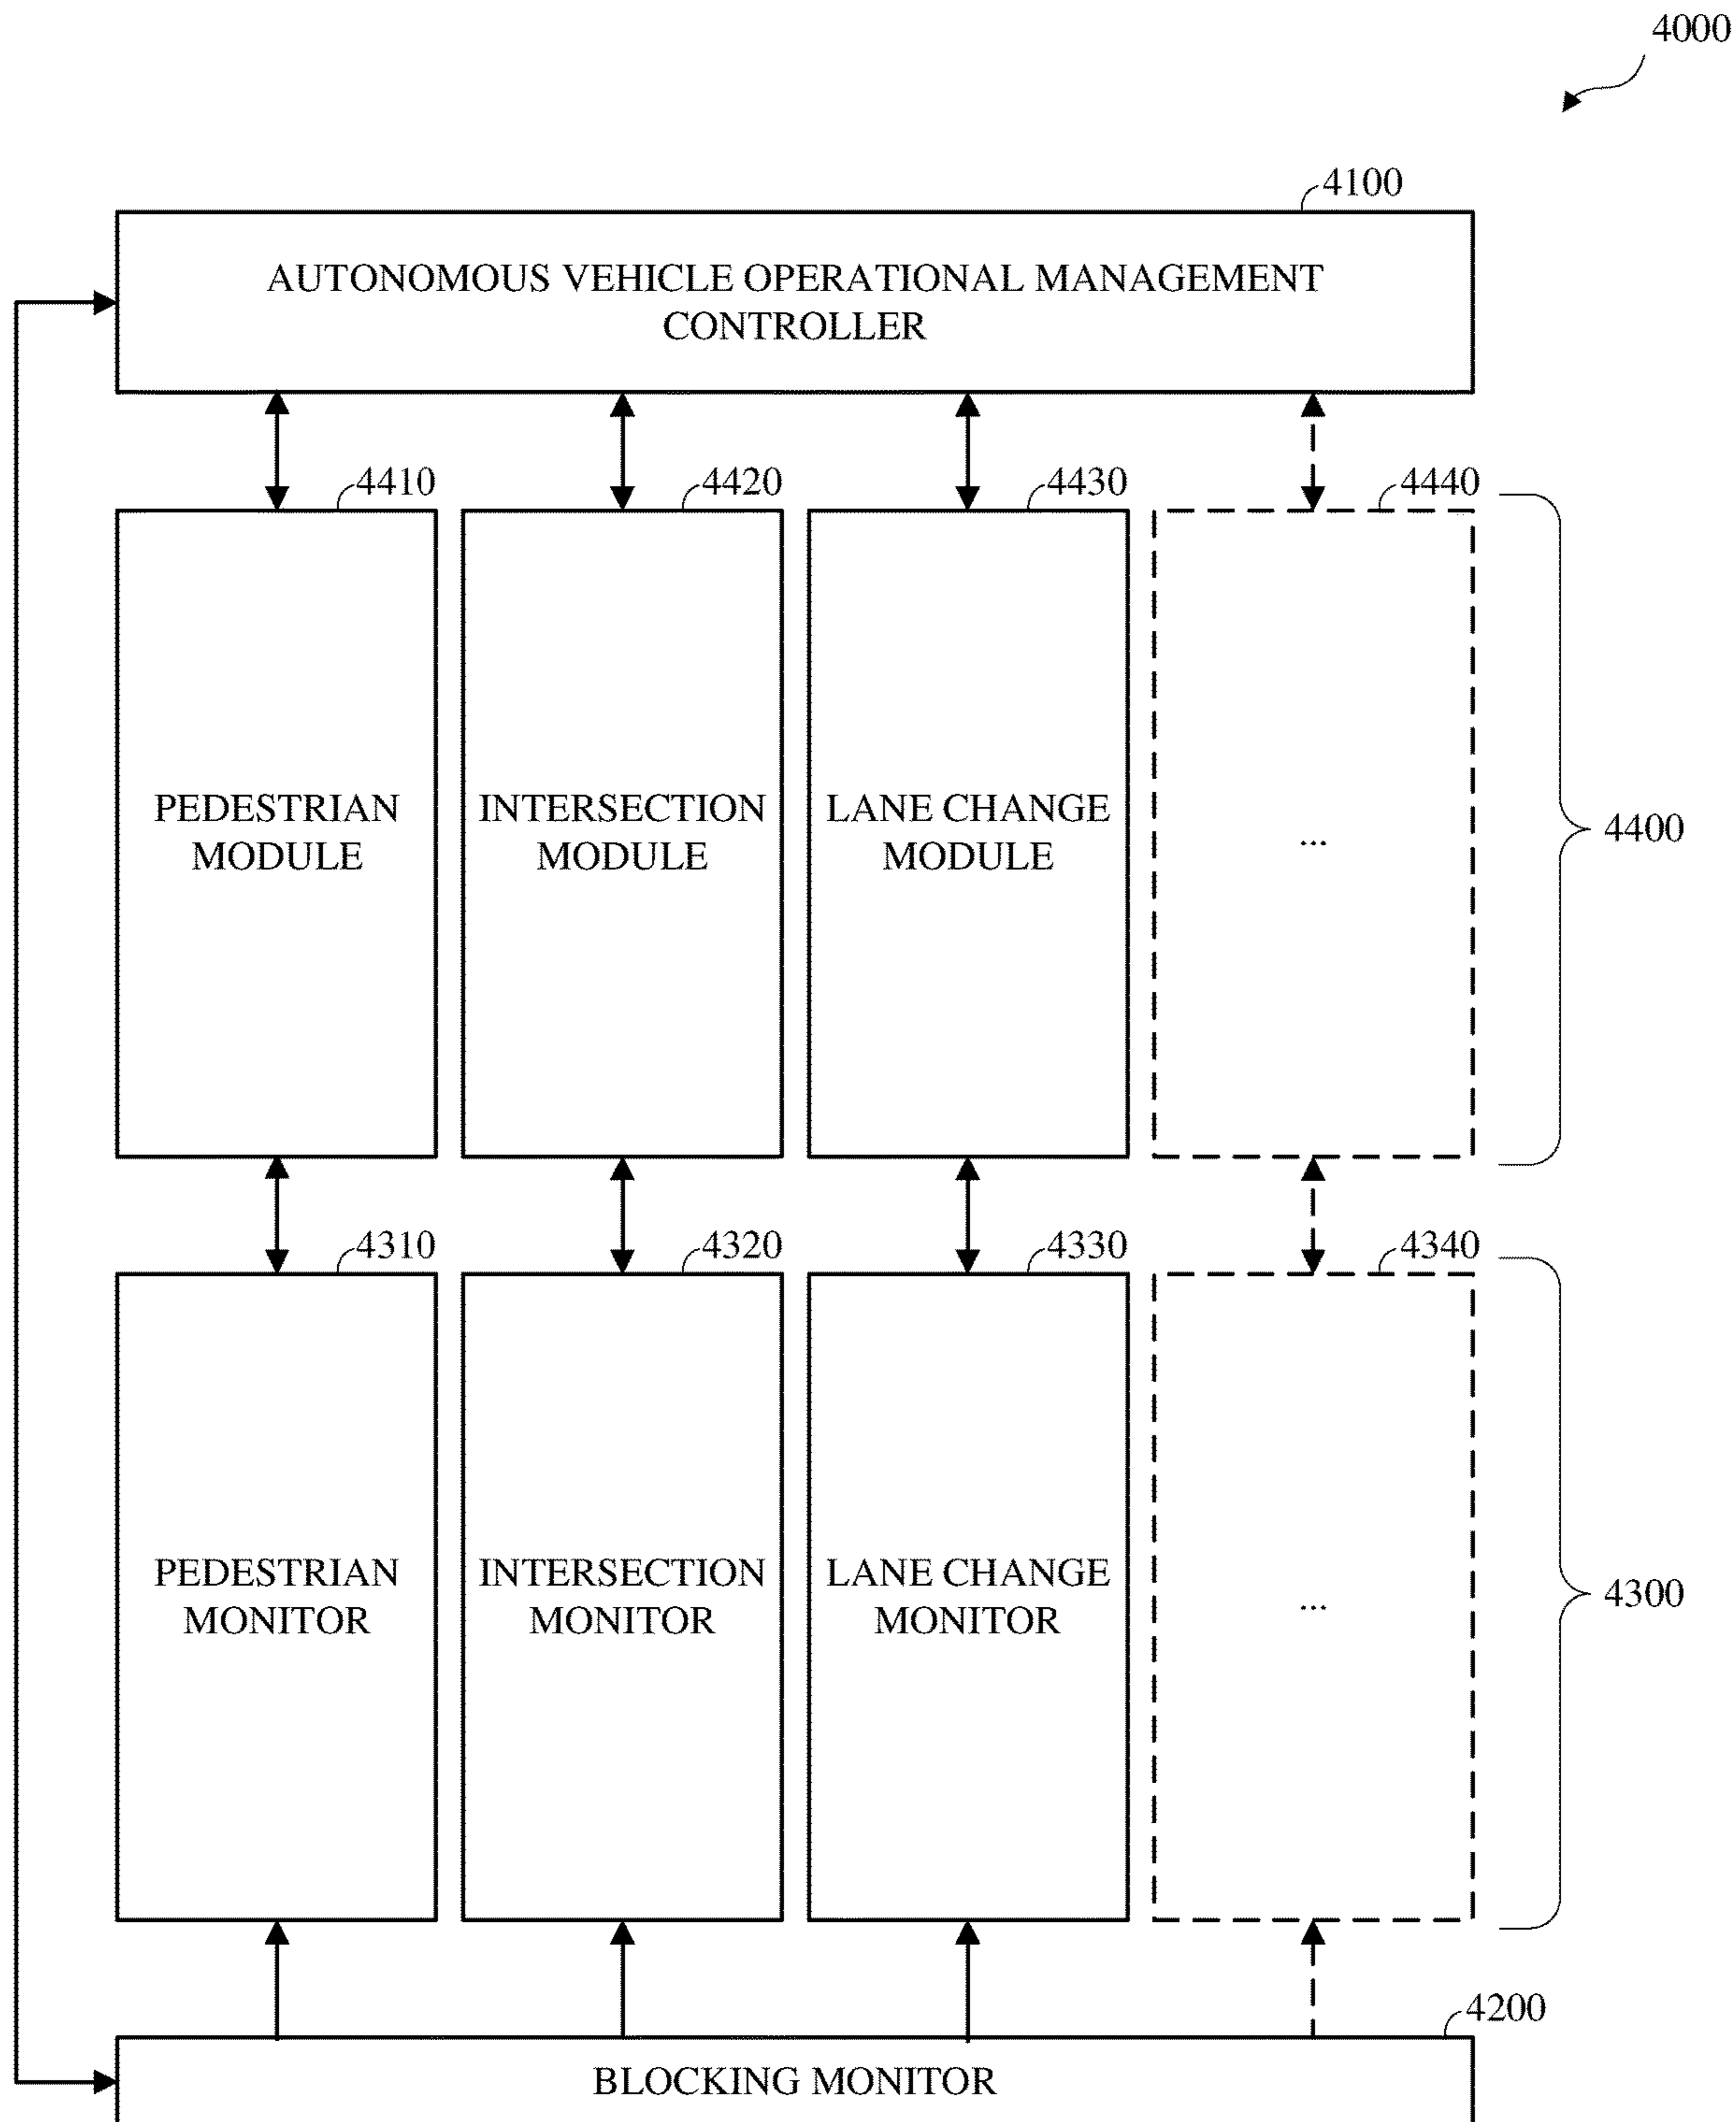 4000
4100
AUTONOMOUS VEHICLE OPERATIONAL MANAGEMENT
CONTROLLER
4410
4420
4430
4440
PEDESTRIAN
MODULE
INTERSECTION
MODULE
LANE CHANGE
MODULE
...
4400
4310
4320
4330
4340
PEDESTRIAN
MONITOR
INTERSECTION
MONITOR
LANE CHANGE
MONITOR
...
4300
4200
BLOCKING MONITOR